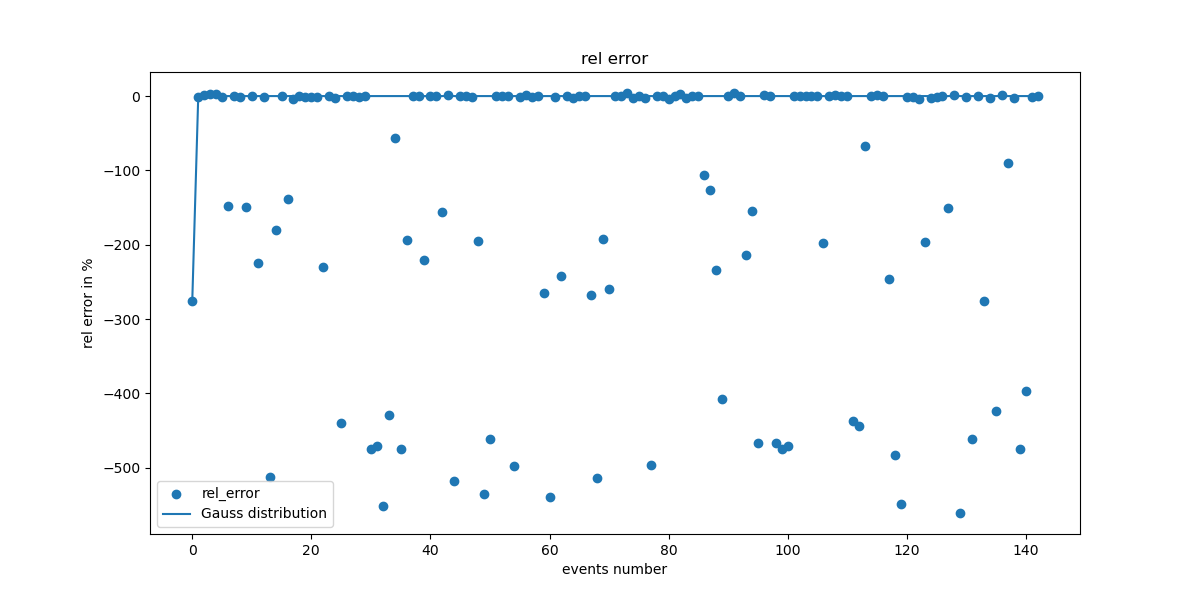 rel error
0
−100
−200
−300
−400
−500
rel error in %
rel_error
Gauss distribution
0 20 40 60 80 100 120 140
events number